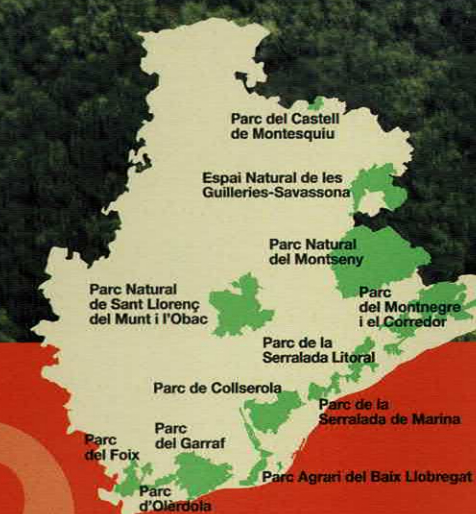 Parc del Castell
de Montesquiu
Espai Natural de les
Guilleries-Savassona
Parc Natural
del Montseny
Parc Natural
de Sant Llorenç
del Munt i l'Obac
Parc
del Montnegre
i el Corredor
Parc de la
Serralada Litoral
Parc de Collserola
Parc de la
Serralada de Marina
Parc
del Garraf
Parc
del Foix
Parc Agrari del Baix Llobregat
Parc
d'Olèrdola